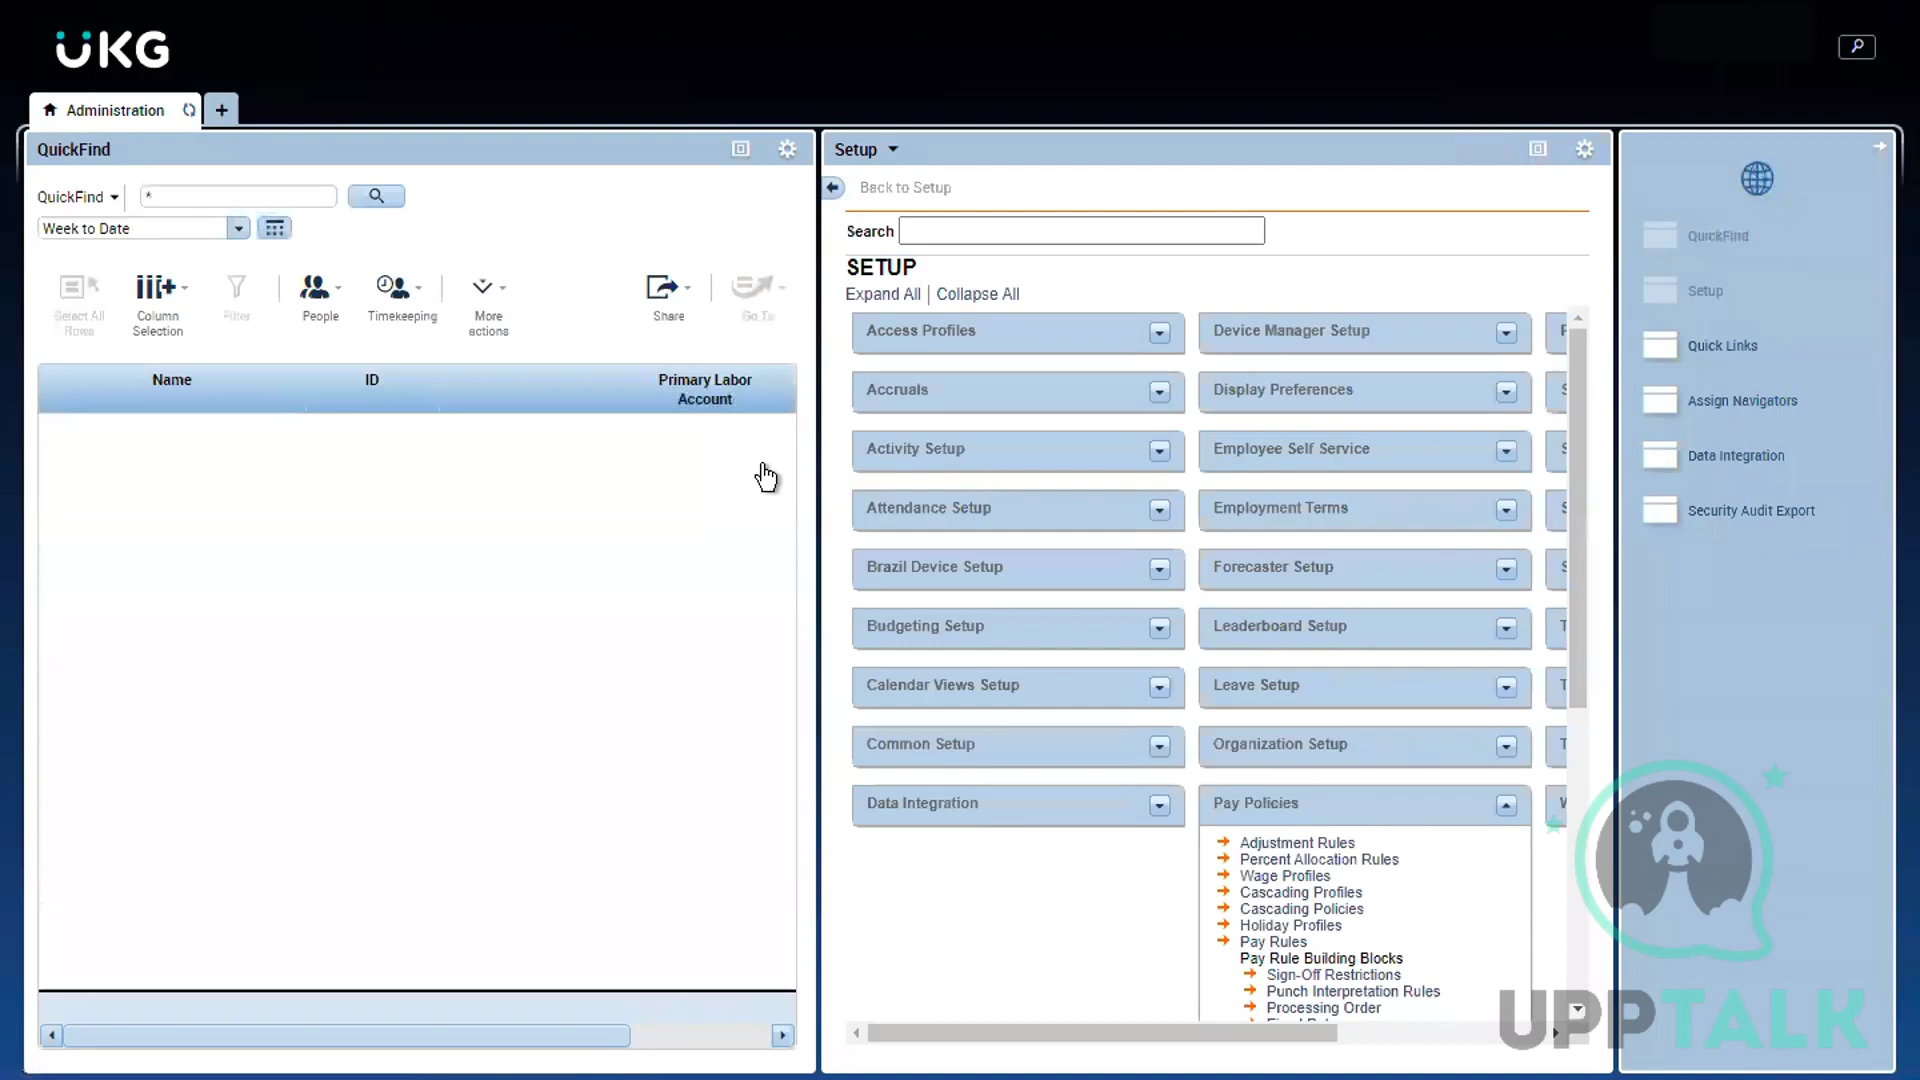 UKG
Administration
+
QuickFind
QuickFind
*
Week to Date
Select All
Rows
Column
Selection
Filter
People
Timekeeping
More
actions
Share
Go To
Name
ID
Primary Labor
Account
Setup
Back to Setup
Search
SETUP
Expand All | Collapse All
Access Profiles
Device Manager Setup
Accruals
Display Preferences
Activity Setup
Employee Self Service
Attendance Setup
Employment Terms
Brazil Device Setup
Forecaster Setup
Budgeting Setup
Leaderboard Setup
Calendar Views Setup
Leave Setup
Common Setup
Organization Setup
Data Integration
Pay Policies
Adjustment Rules
Percent Allocation Rules
Wage Profiles
Cascading Profiles
Cascading Policies
Holiday Profiles
Pay Rules
Pay Rule Building Blocks
Sign-Off Restrictions
Punch Interpretation Rules
Processing Order
QuickFind
Setup
Quick Links
Assign Navigators
Data Integration
Security Audit Export
UPPTALK